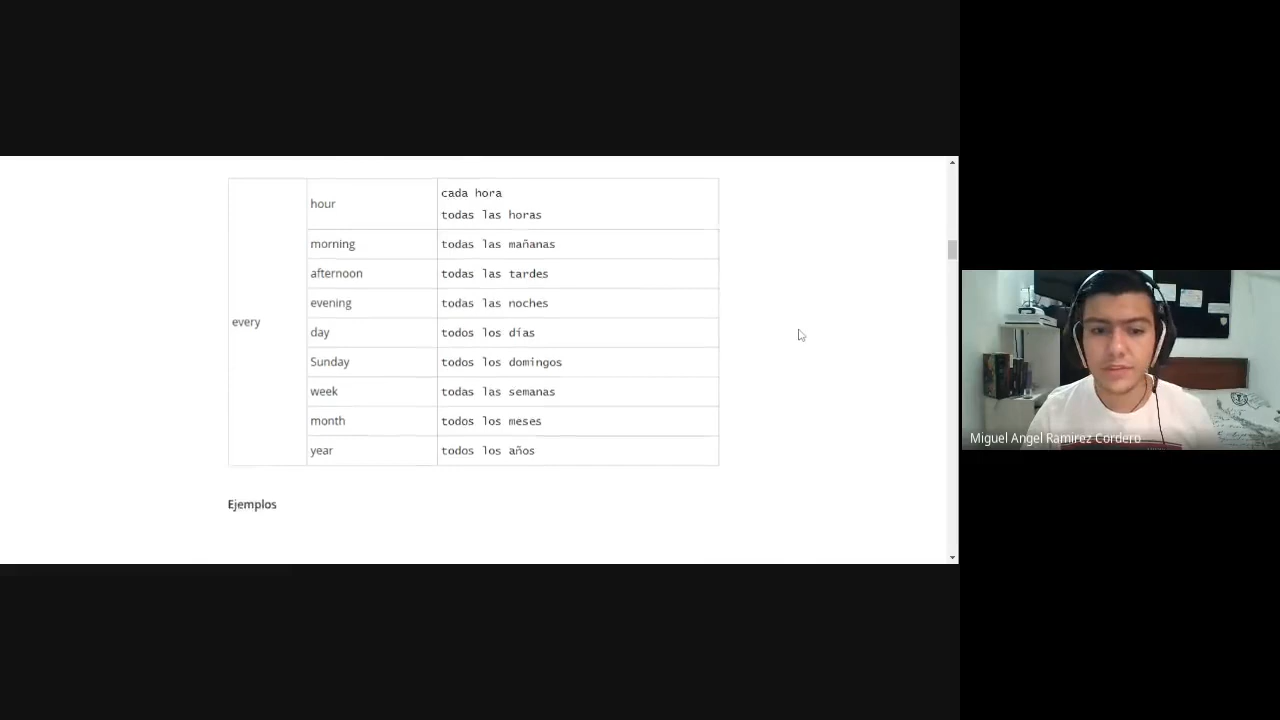 every
hour
cada hora
todas las horas
morning
todas las mañanas
afternoon
todas las tardes
evening
todas las noches
day
todos los días
Sunday
todos los domingos
week
todas las semanas
month
todos los meses
year
todos los años
Ejemplos
Miguel Angel Ramirez Cordero